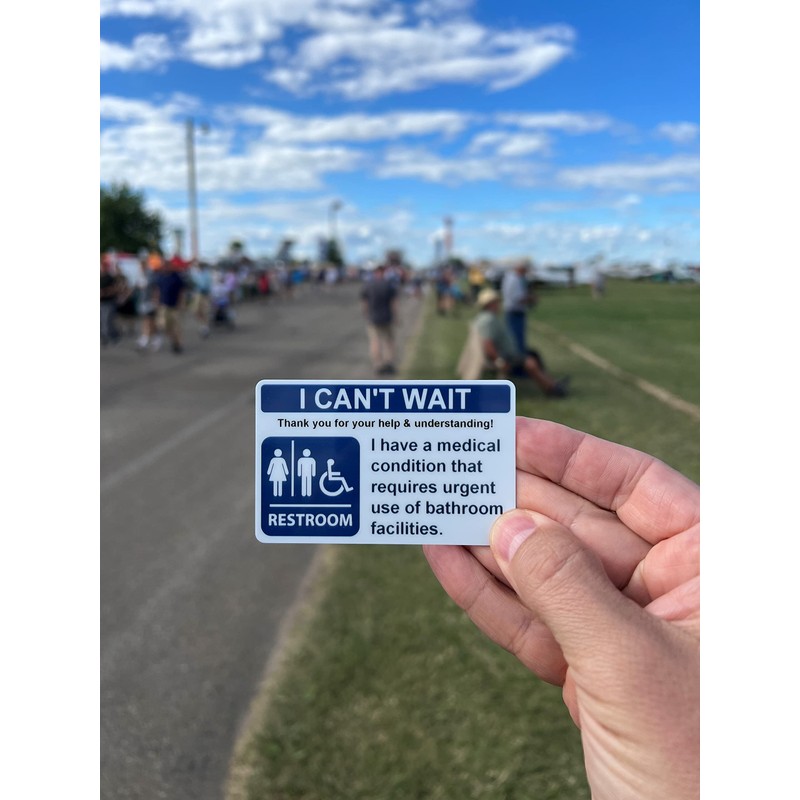 I CAN'T WAIT
Thank you for your help & understanding!
RESTROOM
I have a medical
condition that
requires urgent
use of bathroom
facilities.